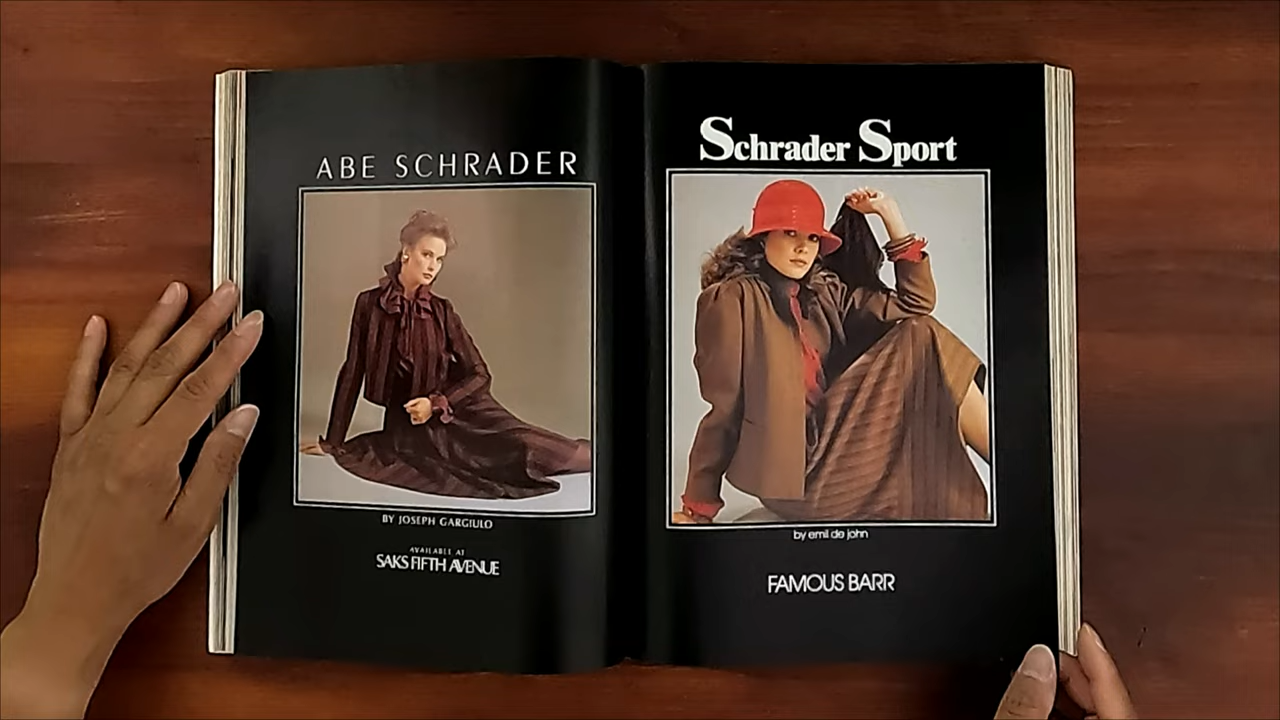 ABE SCHRADER
BY JOSEPH GARGIULO
AVAILABLE AT
SAKS FIFTH AVENUE
Schrader Sport
by emil de john
FAMOUS BARR